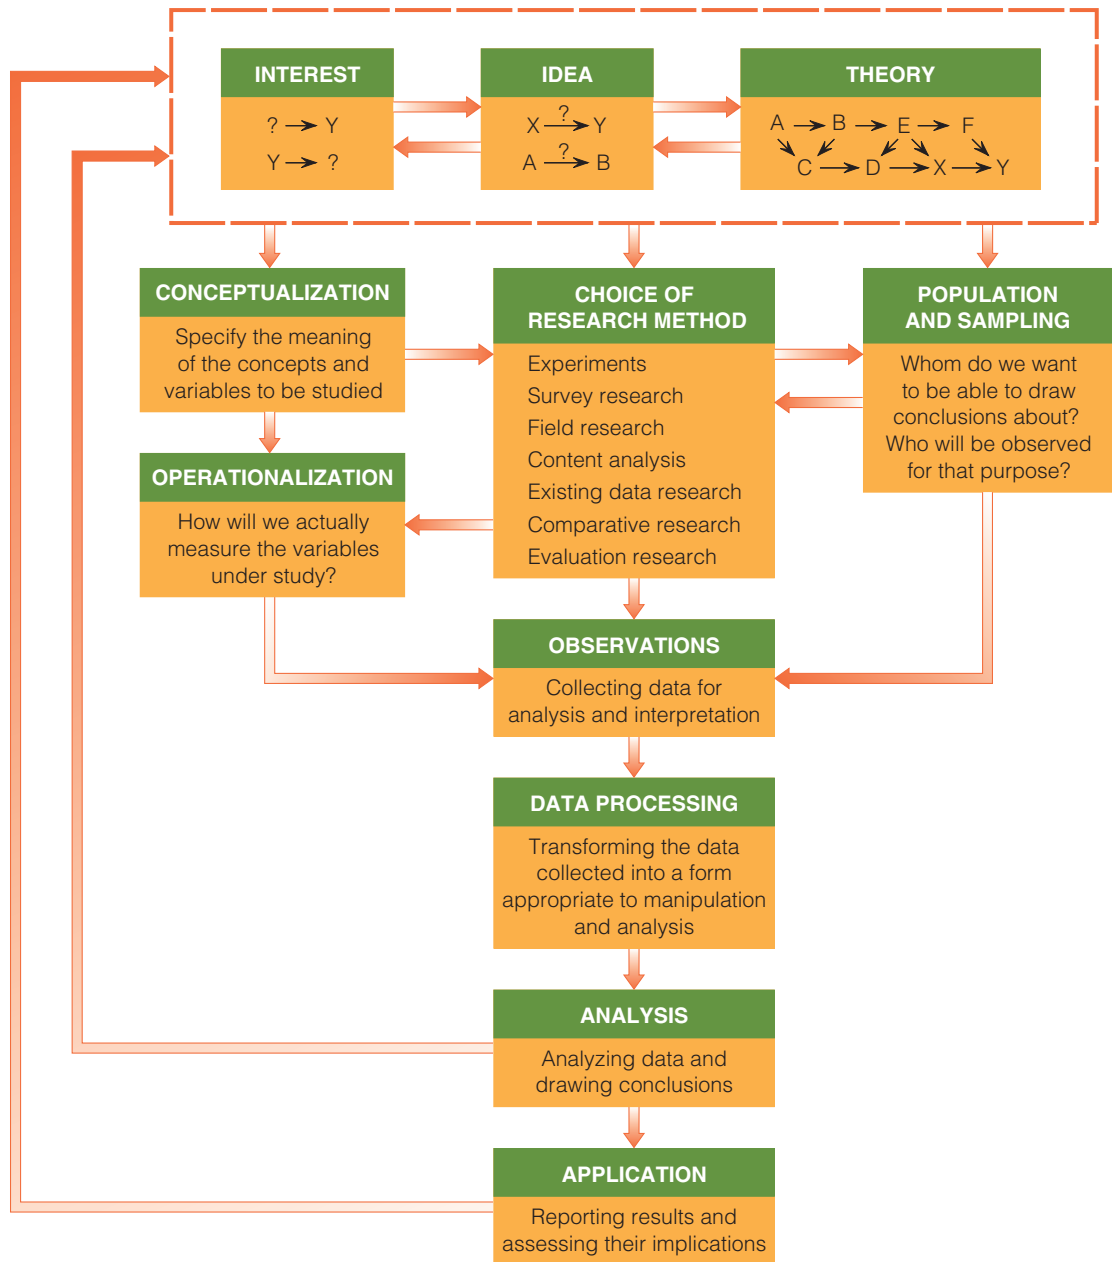 INTEREST
? → Y
Y → ?
IDEA
?
X → Y
?
A → B
THEORY
A → B → E → F
C → D → X → Y
CONCEPTUALIZATION
Specify the meaning
of the concepts and
variables to be studied
CHOICE OF
RESEARCH METHOD
Experiments
Survey research
Field research
Content analysis
Existing data research
Comparative research
Evaluation research
POPULATION
AND SAMPLING
Whom do we want
to be able to draw
conclusions about?
Who will be observed
for that purpose?
OPERATIONALIZATION
How will we actually
measure the variables
under study?
OBSERVATIONS
Collecting data for
analysis and interpretation
DATA PROCESSING
Transforming the data
collected into a form
appropriate to manipulation
and analysis
ANALYSIS
Analyzing data and
drawing conclusions
APPLICATION
Reporting results and
assessing their implications